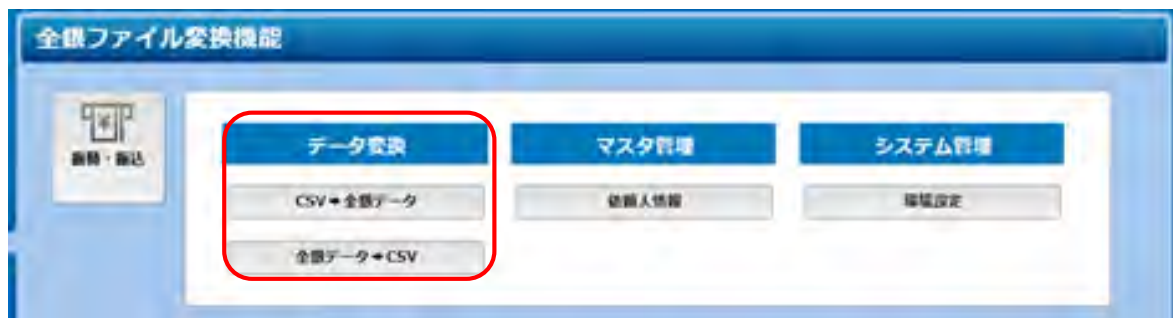 全銀ファイル変換機能
振替・振込
データ変換
マスタ管理
システム管理
CSV➡全銀データ
依頼人情報
環境設定
全銀データ➡CSV